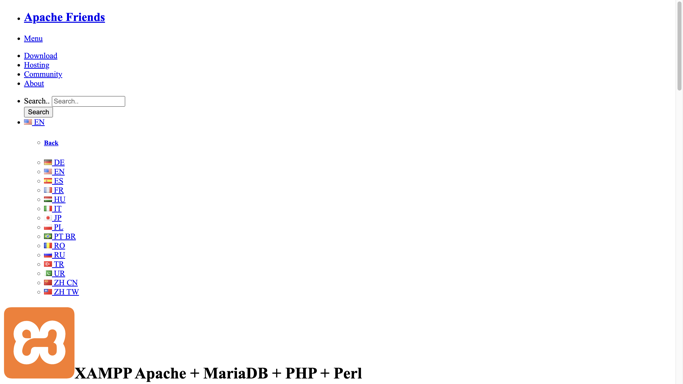 Apache Friends
Menu
Download
Hosting
Community
About
Search.. Search..
Search
EN
Back
DE
EN
ES
FR
HU
IT
JP
PL
PT BR
RO
RU
TR
UR
ZH CN
ZH TW
XAMPP Apache + MariaDB + PHP + Perl